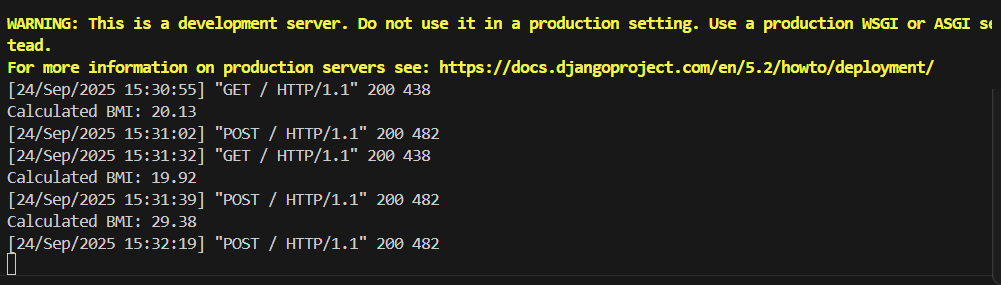 WARNING: This is a development server. Do not use it in a production setting. Use a production WSGI or ASGI se
tead.
For more information on production servers see: https://docs.djangoproject.com/en/5.2/howto/deployment/
[24/Sep/2025 15:30:55] "GET / HTTP/1.1" 200 438
Calculated BMI: 20.13
[24/Sep/2025 15:31:02] "POST / HTTP/1.1" 200 482
[24/Sep/2025 15:31:32] "GET / HTTP/1.1" 200 438
Calculated BMI: 19.92
[24/Sep/2025 15:31:39] "POST / HTTP/1.1" 200 482
Calculated BMI: 29.38
[24/Sep/2025 15:32:19] "POST / HTTP/1.1" 200 482